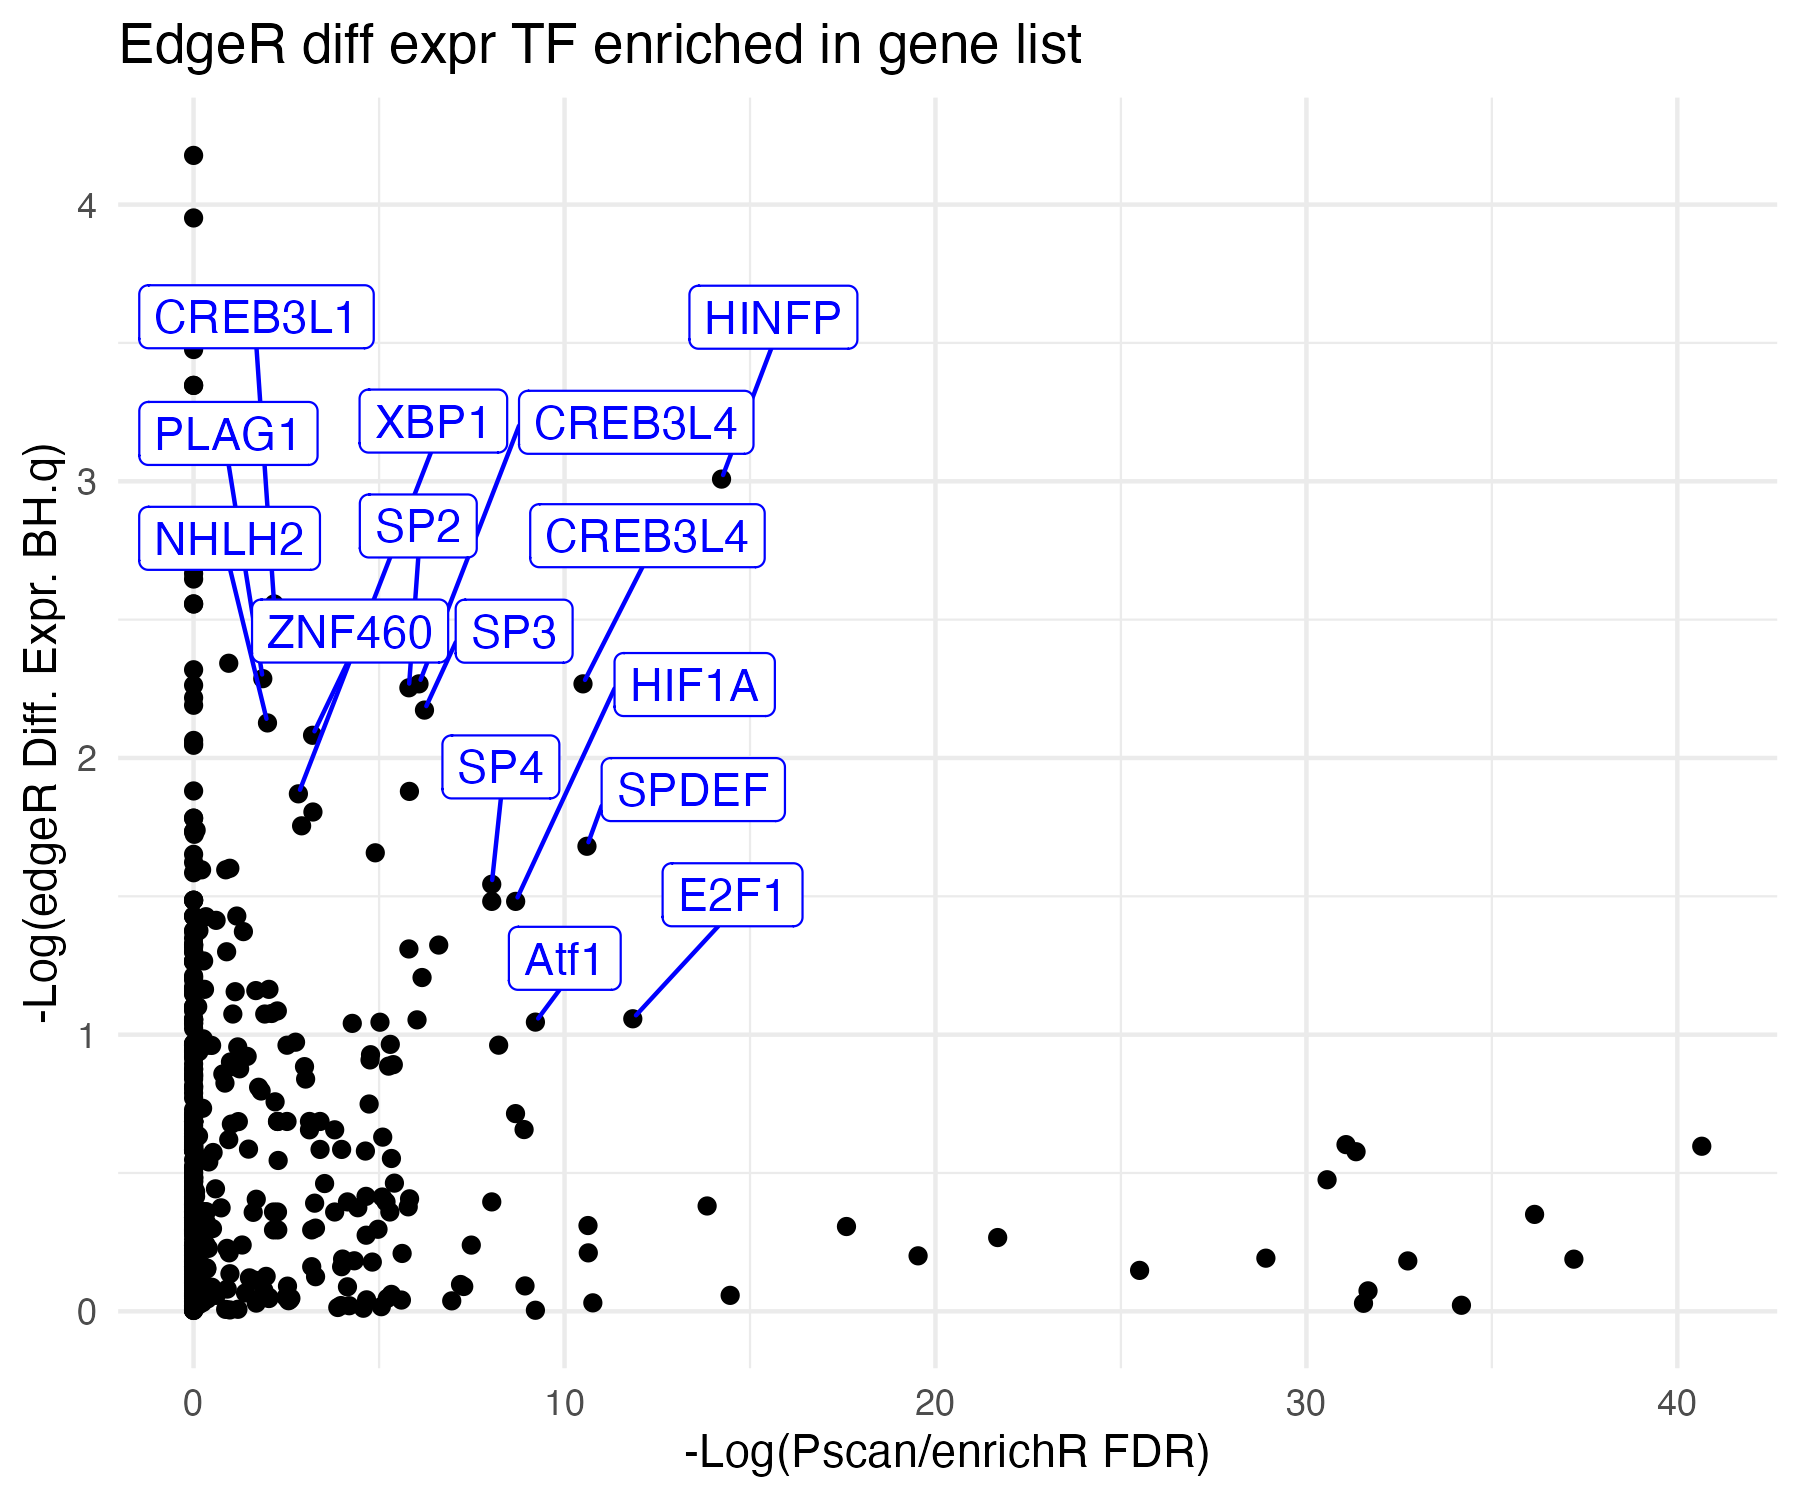 EdgeR diff expr TF enriched in gene list
-Log(edgeR Diff. Expr. BH.q)
4
3
2
1
0
CREB3L1
HINFP
PLAG1
XBP1
CREB3L4
NHLH2
SP2
CREB3L4
ZNF460
SP3
HIF1A
SP4
SPDEF
E2F1
Atf1
0
10
20
30
40
-Log(Pscan/enrichR FDR)